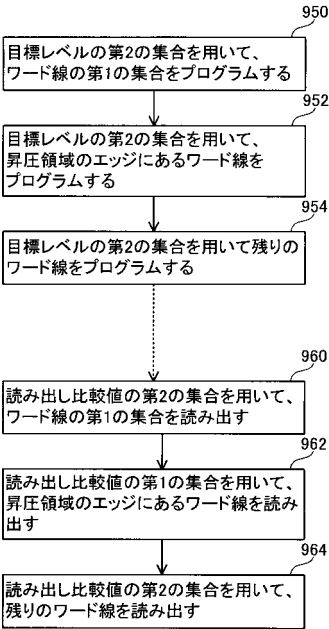 950
目標レベルの第2の集合を用いて、
ワード線の第1の集合をプログラムする
952
目標レベルの第2の集合を用いて、
昇圧領域のエッジにあるワード線を
プログラムする
954
目標レベルの第2の集合を用いて残りの
ワード線をプログラムする
960
読み出し比較値の第2の集合を用いて、
ワード線の第1の集合を読み出す
962
読み出し比較値の第1の集合を用いて、
昇圧領域のエッジにあるワード線を読み
出す
964
読み出し比較値の第2の集合を用いて、
残りのワード線を読み出す